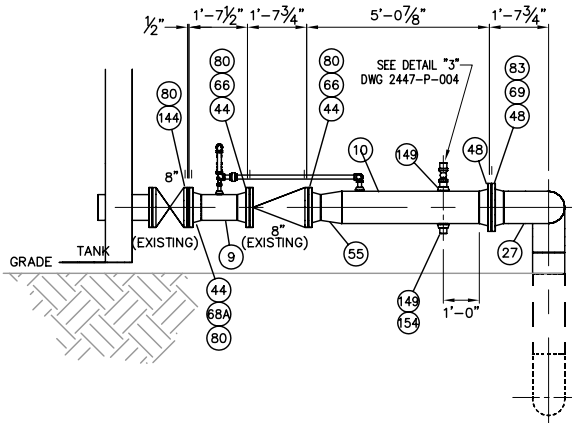 1/2" 1'-7 1/2" 1'-7 3/4" 5'-0 7/8" 1'-7 3/4"
SEE DETAIL "3"
DWG 2447-P-004
80 80 80 83
80 66 66 69
144 44 44 48
48
149
10
8"
8"
TANK (EXISTING) (EXISTING)
GRADE
9
55
27
44
68A
80
149
154
1'-0"